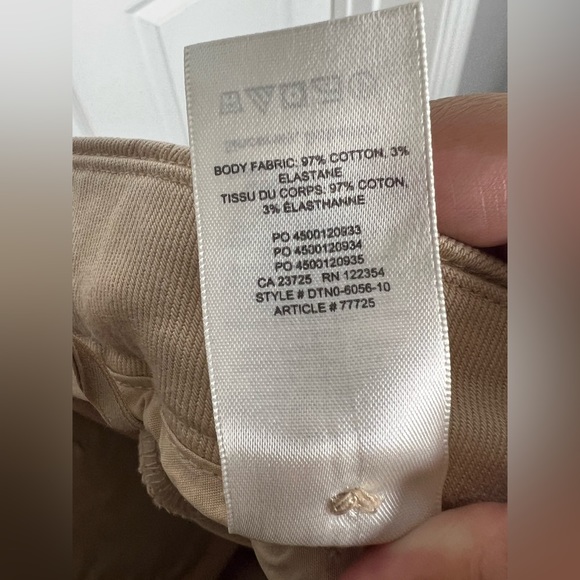 BODY FABRIC: 97% COTTON, 3%
ELASTANE
TISSU DU CORPS: 97% COTON,
3% ÉLASTHANNE
PO 4500120933
PO 4500120934
PO 4500120935
CA 23725 RN 122354
STYLE # DTN0-6056-10
ARTICLE # 77725